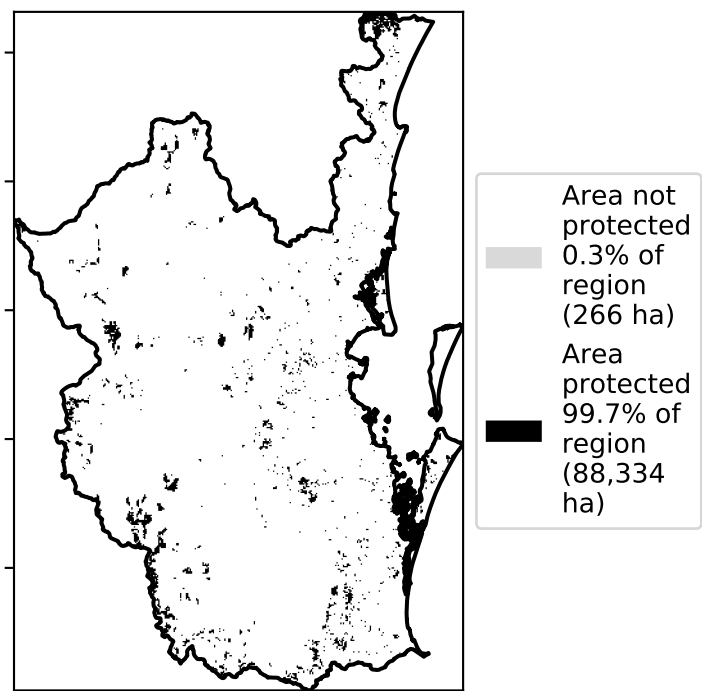 Area not
protected
0.3% of
region
(266 ha)
Area
protected
99.7% of
region
(88,334
ha)